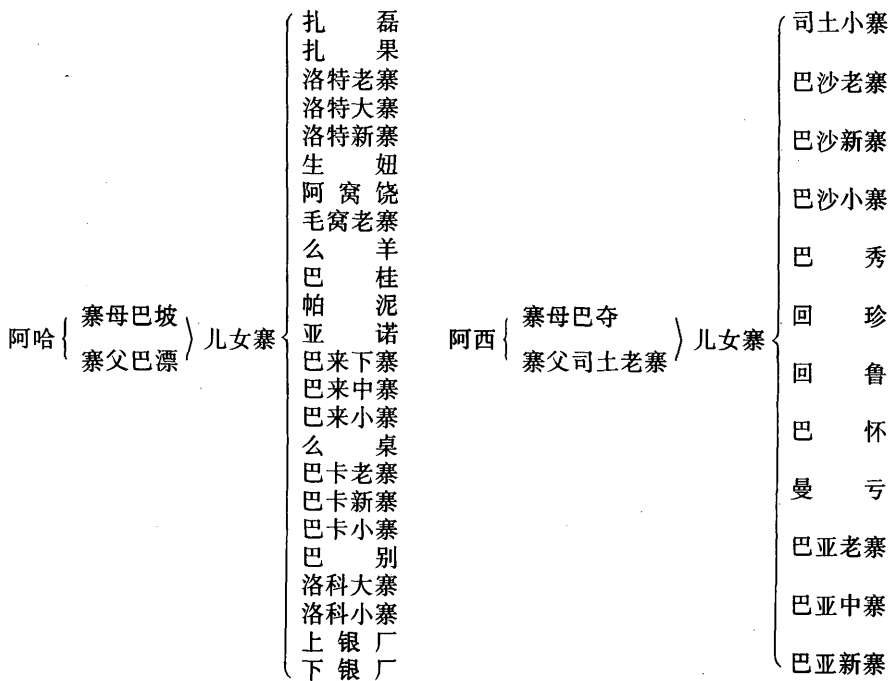 阿哈
寨母巴坡
寨父巴漂
儿女寨
扎磊
扎果
洛特老寨
洛特大寨
洛特新寨
生妞
阿窝饶
毛窝老寨
么羊
巴桂
帕泥
亚诺
巴来下寨
巴来中寨
巴来小寨
么桌
巴卡老寨
巴卡新寨
巴卡小寨
巴别
洛科大寨
洛科小寨
上银厂
下银厂
阿西
寨母巴夺
寨父司土老寨
儿女寨
司土小寨
巴沙老寨
巴沙新寨
巴沙小寨
巴秀
回珍
回鲁
巴怀
曼亏
巴亚老寨
巴亚中寨
巴亚新寨